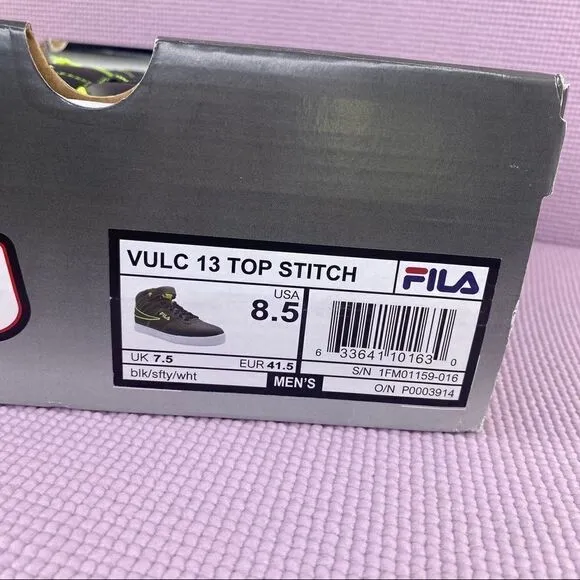 VULC 13 TOP STITCH
FILA
USA
8.5
FILA
UK 7.5
EUR 41.5
blk/sfty/wht
MEN'S
6 33641 10163 0
S/N 1FM01159-016
O/N P0003914